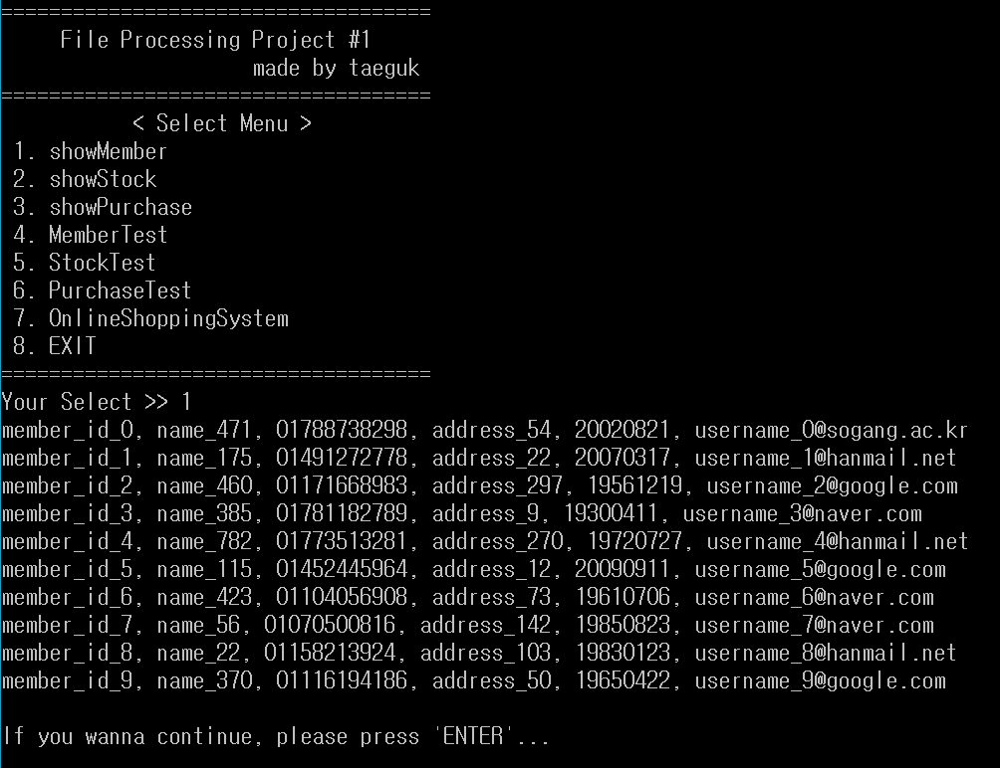 ====================================
File Processing Project #1
made by taeguk
====================================
< Select Menu >
1. showMember
2. showStock
3. showPurchase
4. MemberTest
5. StockTest
6. PurchaseTest
7. OnlineShoppingSystem
8. EXIT
====================================
Your Select >> 1
member_id_0, name_471, 01788738298, address_54, 20020821, username_0@sogang.ac.kr
member_id_1, name_175, 01491272778, address_22, 20070317, username_1@hanmail.net
member_id_2, name_460, 01171668983, address_297, 19561219, username_2@google.com
member_id_3, name_385, 01781182789, address_9, 19300411, username_3@naver.com
member_id_4, name_782, 01773513281, address_270, 19720727, username_4@hanmail.net
member_id_5, name_115, 01452445964, address_12, 20090911, username_5@google.com
member_id_6, name_423, 01104056908, address_73, 19610706, username_6@naver.com
member_id_7, name_56, 01070500816, address_142, 19850823, username_7@naver.com
member_id_8, name_22, 01158213924, address_103, 19830123, username_8@hanmail.net
member_id_9, name_370, 01116194186, address_50, 19650422, username_9@google.com
If you wanna continue, please press 'ENTER'...